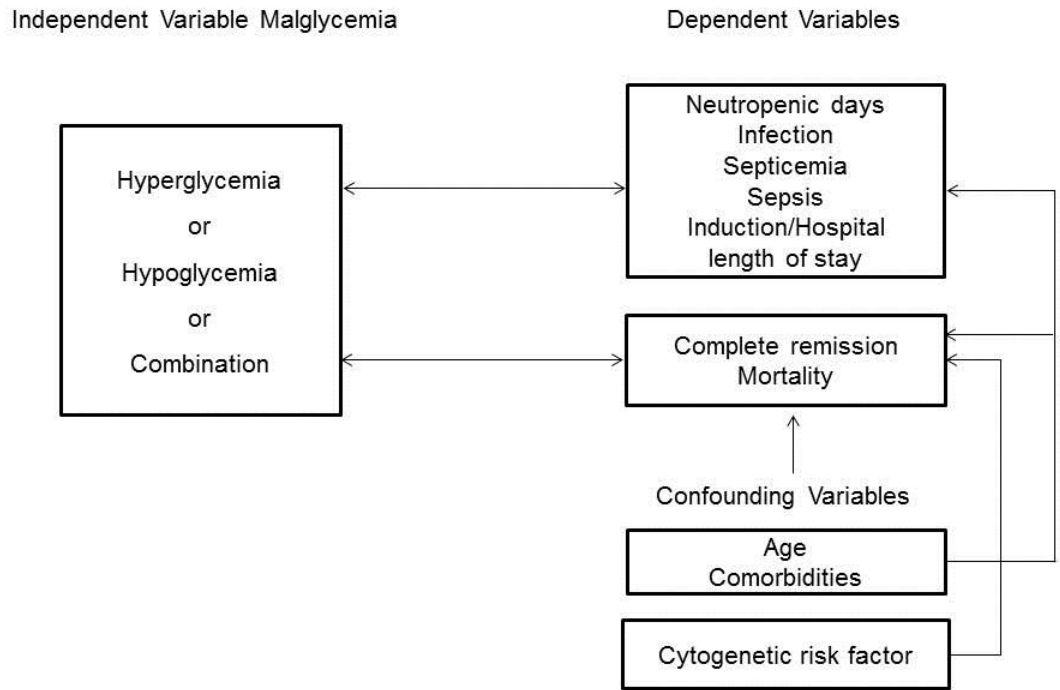 Independent Variable Malglycemia
Dependent Variables
Hyperglycemia
or
Hypoglycemia
or
Combination
Neutropenic days
Infection
Septicemia
Sepsis
Induction/Hospital
length of stay
Complete remission
Mortality
Confounding Variables
Age
Comorbidities
Cytogenetic risk factor